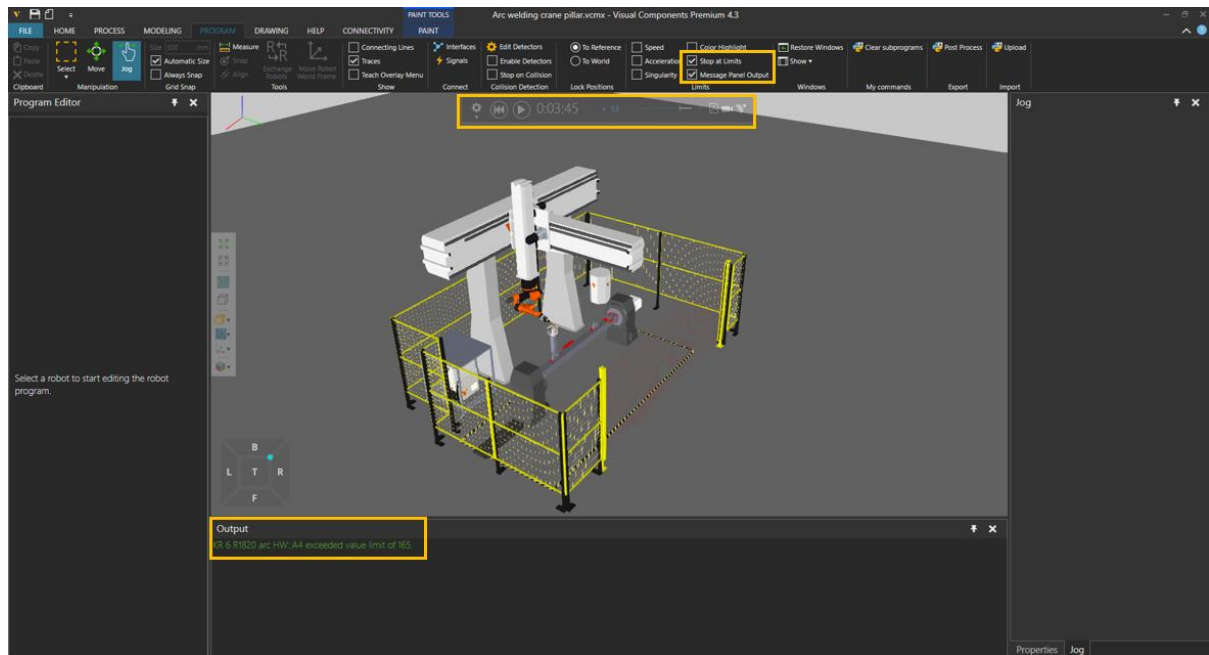 PAINT TOOLS
Arc welding crane pillar.vcmx - Visual Components Premium 4.3
FILE HOME PROCESS MODELING PROGRAM DRAWING HELP CONNECTIVITY PAINT
Copy
Paste
Delete
Clipboard
Select
Move
Jog
Manipulation
Size 500 mm
Automatic Size
Always Snap
Grid Snap
Measure
Snap
Align
Exchange Robots
Move Robot World Frame
Tools
Connecting Lines
Traces
Teach Overlay Menu
Show
Interfaces
Signals
Connect
Edit Detectors
Enable Detectors
Stop on Collision
Collision Detection
To Reference
To World
Lock Positions
Speed
Acceleration
Singularity
Color Highlight
Stop at Limits
Message Panel Output
Limits
Restore Windows
Show
Windows
Clear subprograms
My commands
Post Process
Export
Upload
Import
Program Editor
0:03:45
Jog
Select a robot to start editing the robot
program.
B
L T R
F
Output
KR 6 R1820 arc HW::A4 exceeded value limit of 165.
Properties Jog